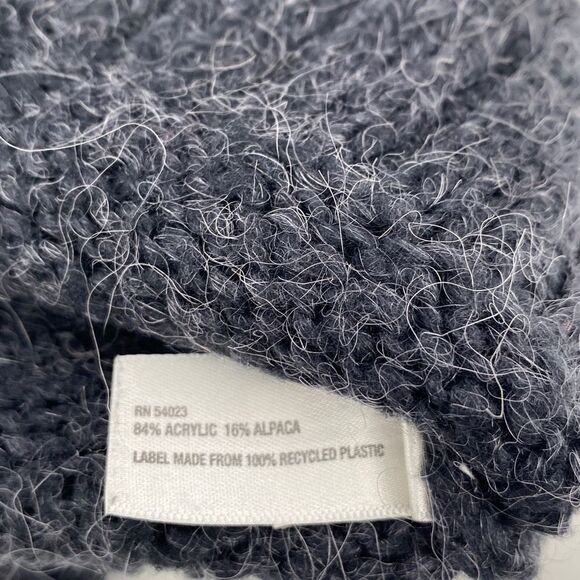 RN 54023
84% ACRYLIC 16% ALPACA
LABEL MADE FROM 100% RECYCLED PLASTIC